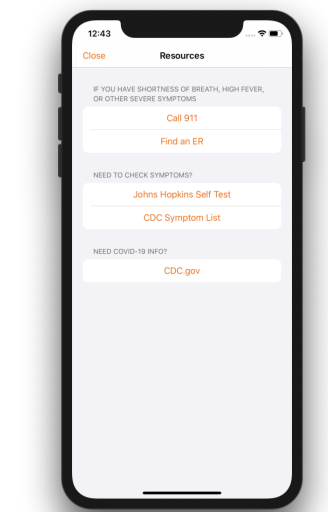 12:43
Close Resources
IF YOU HAVE SHORTNESS OF BREATH, HIGH FEVER,
OR OTHER SEVERE SYMPTOMS
Call 911
Find an ER
NEED TO CHECK SYMPTOMS?
Johns Hopkins Self Test
CDC Symptom List
NEED COVID-19 INFO?
CDC.gov